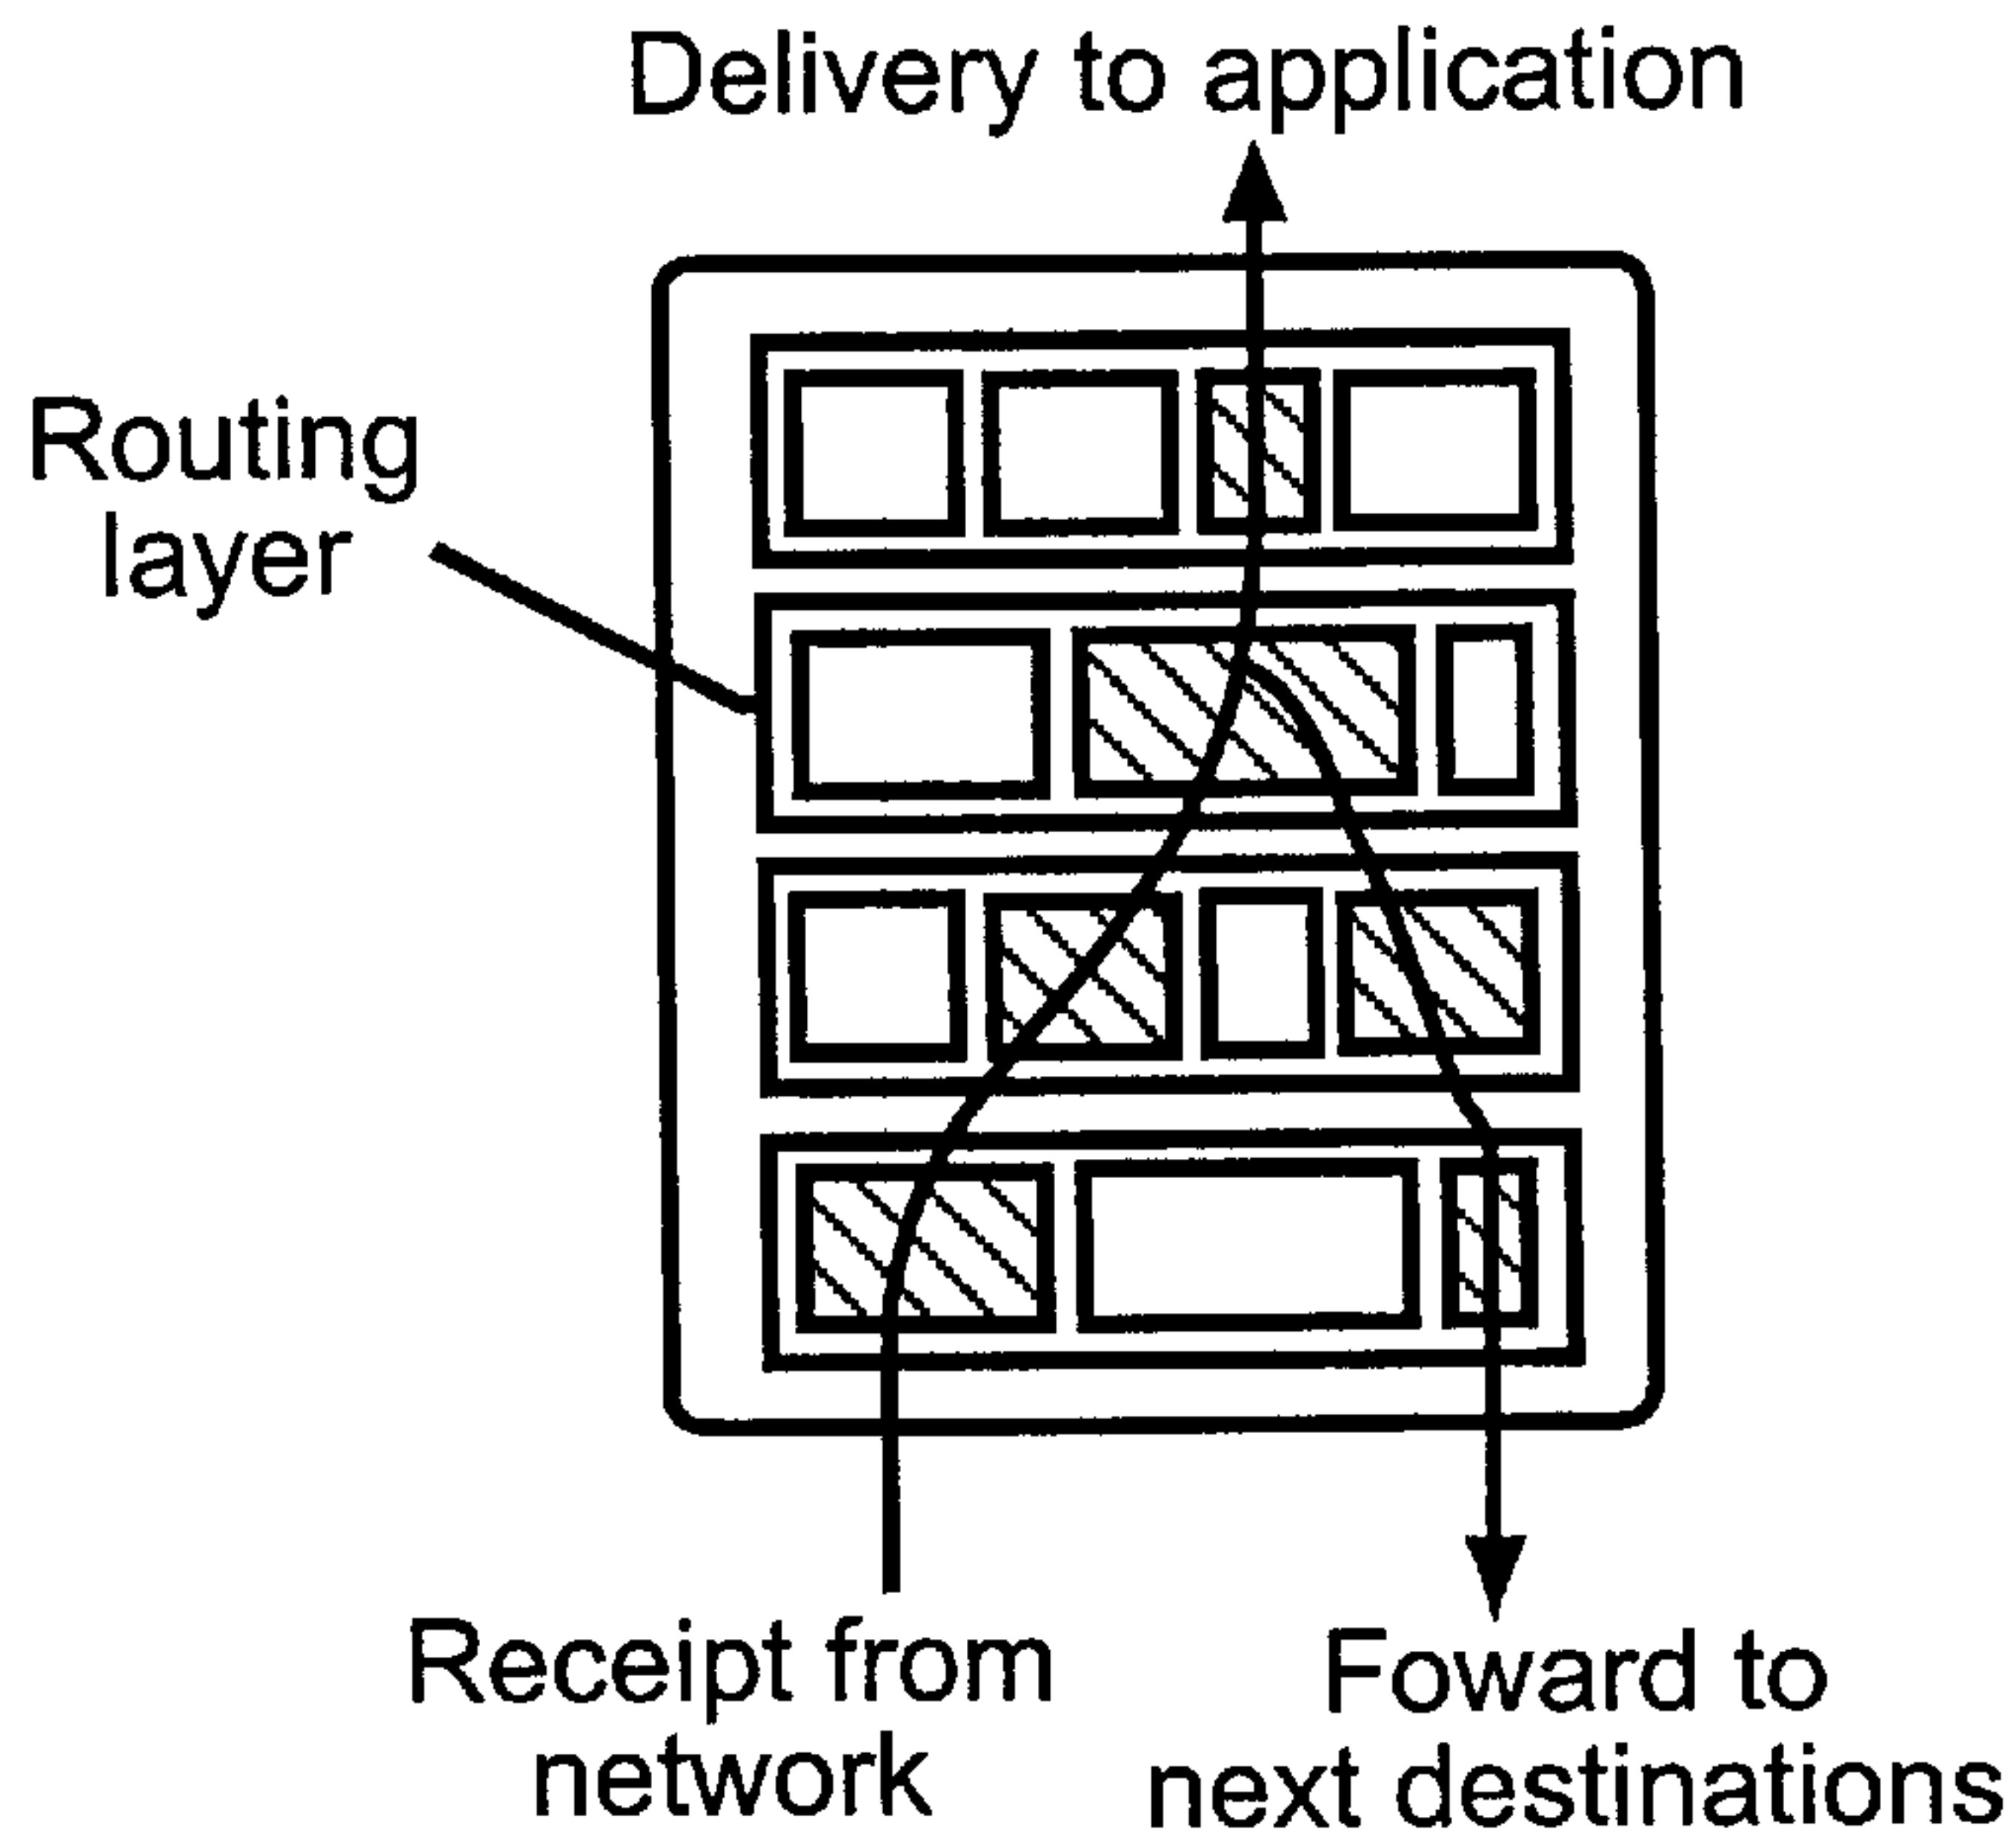 Delivery to application
Routing
layer
Receipt from
network
Foward to
next destinations